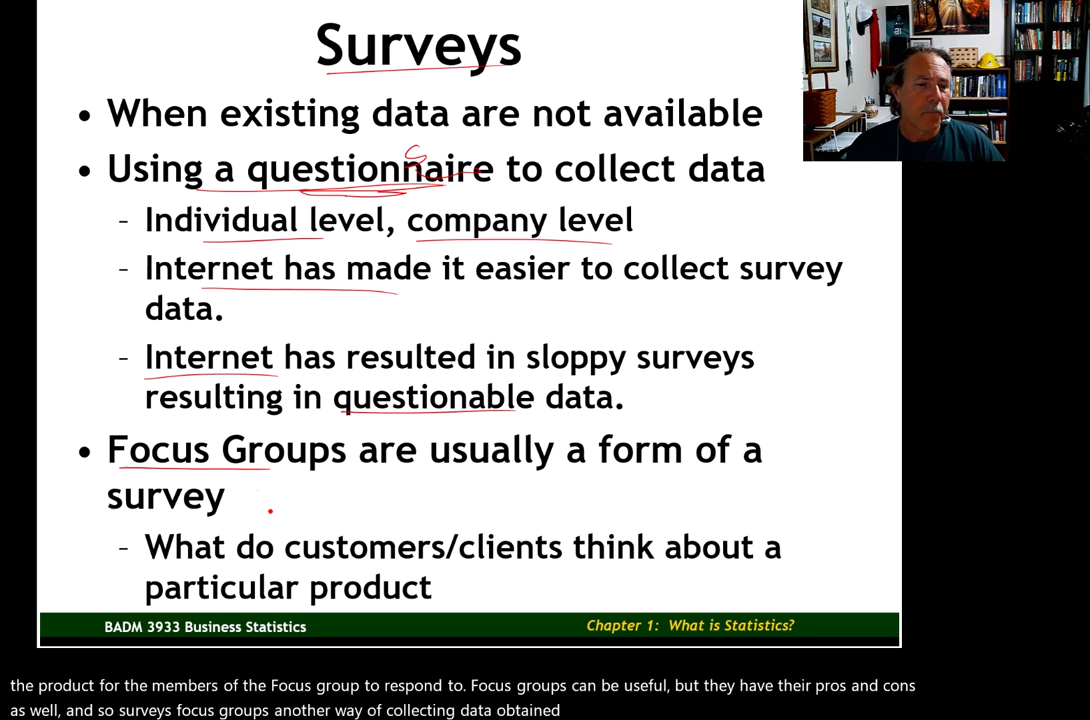 Surveys
• When existing data are not available
• Using a questionnaire to collect data
– Individual level, company level
– Internet has made it easier to collect survey
data.
– Internet has resulted in sloppy surveys
resulting in questionable data.
• Focus Groups are usually a form of a
survey
– What do customers/clients think about a
particular product
BADM 3933 Business Statistics
Chapter 1: What is Statistics?
the product for the members of the Focus group to respond to. Focus groups can be useful, but they have their pros and cons
as well, and so surveys focus groups another way of collecting data obtained